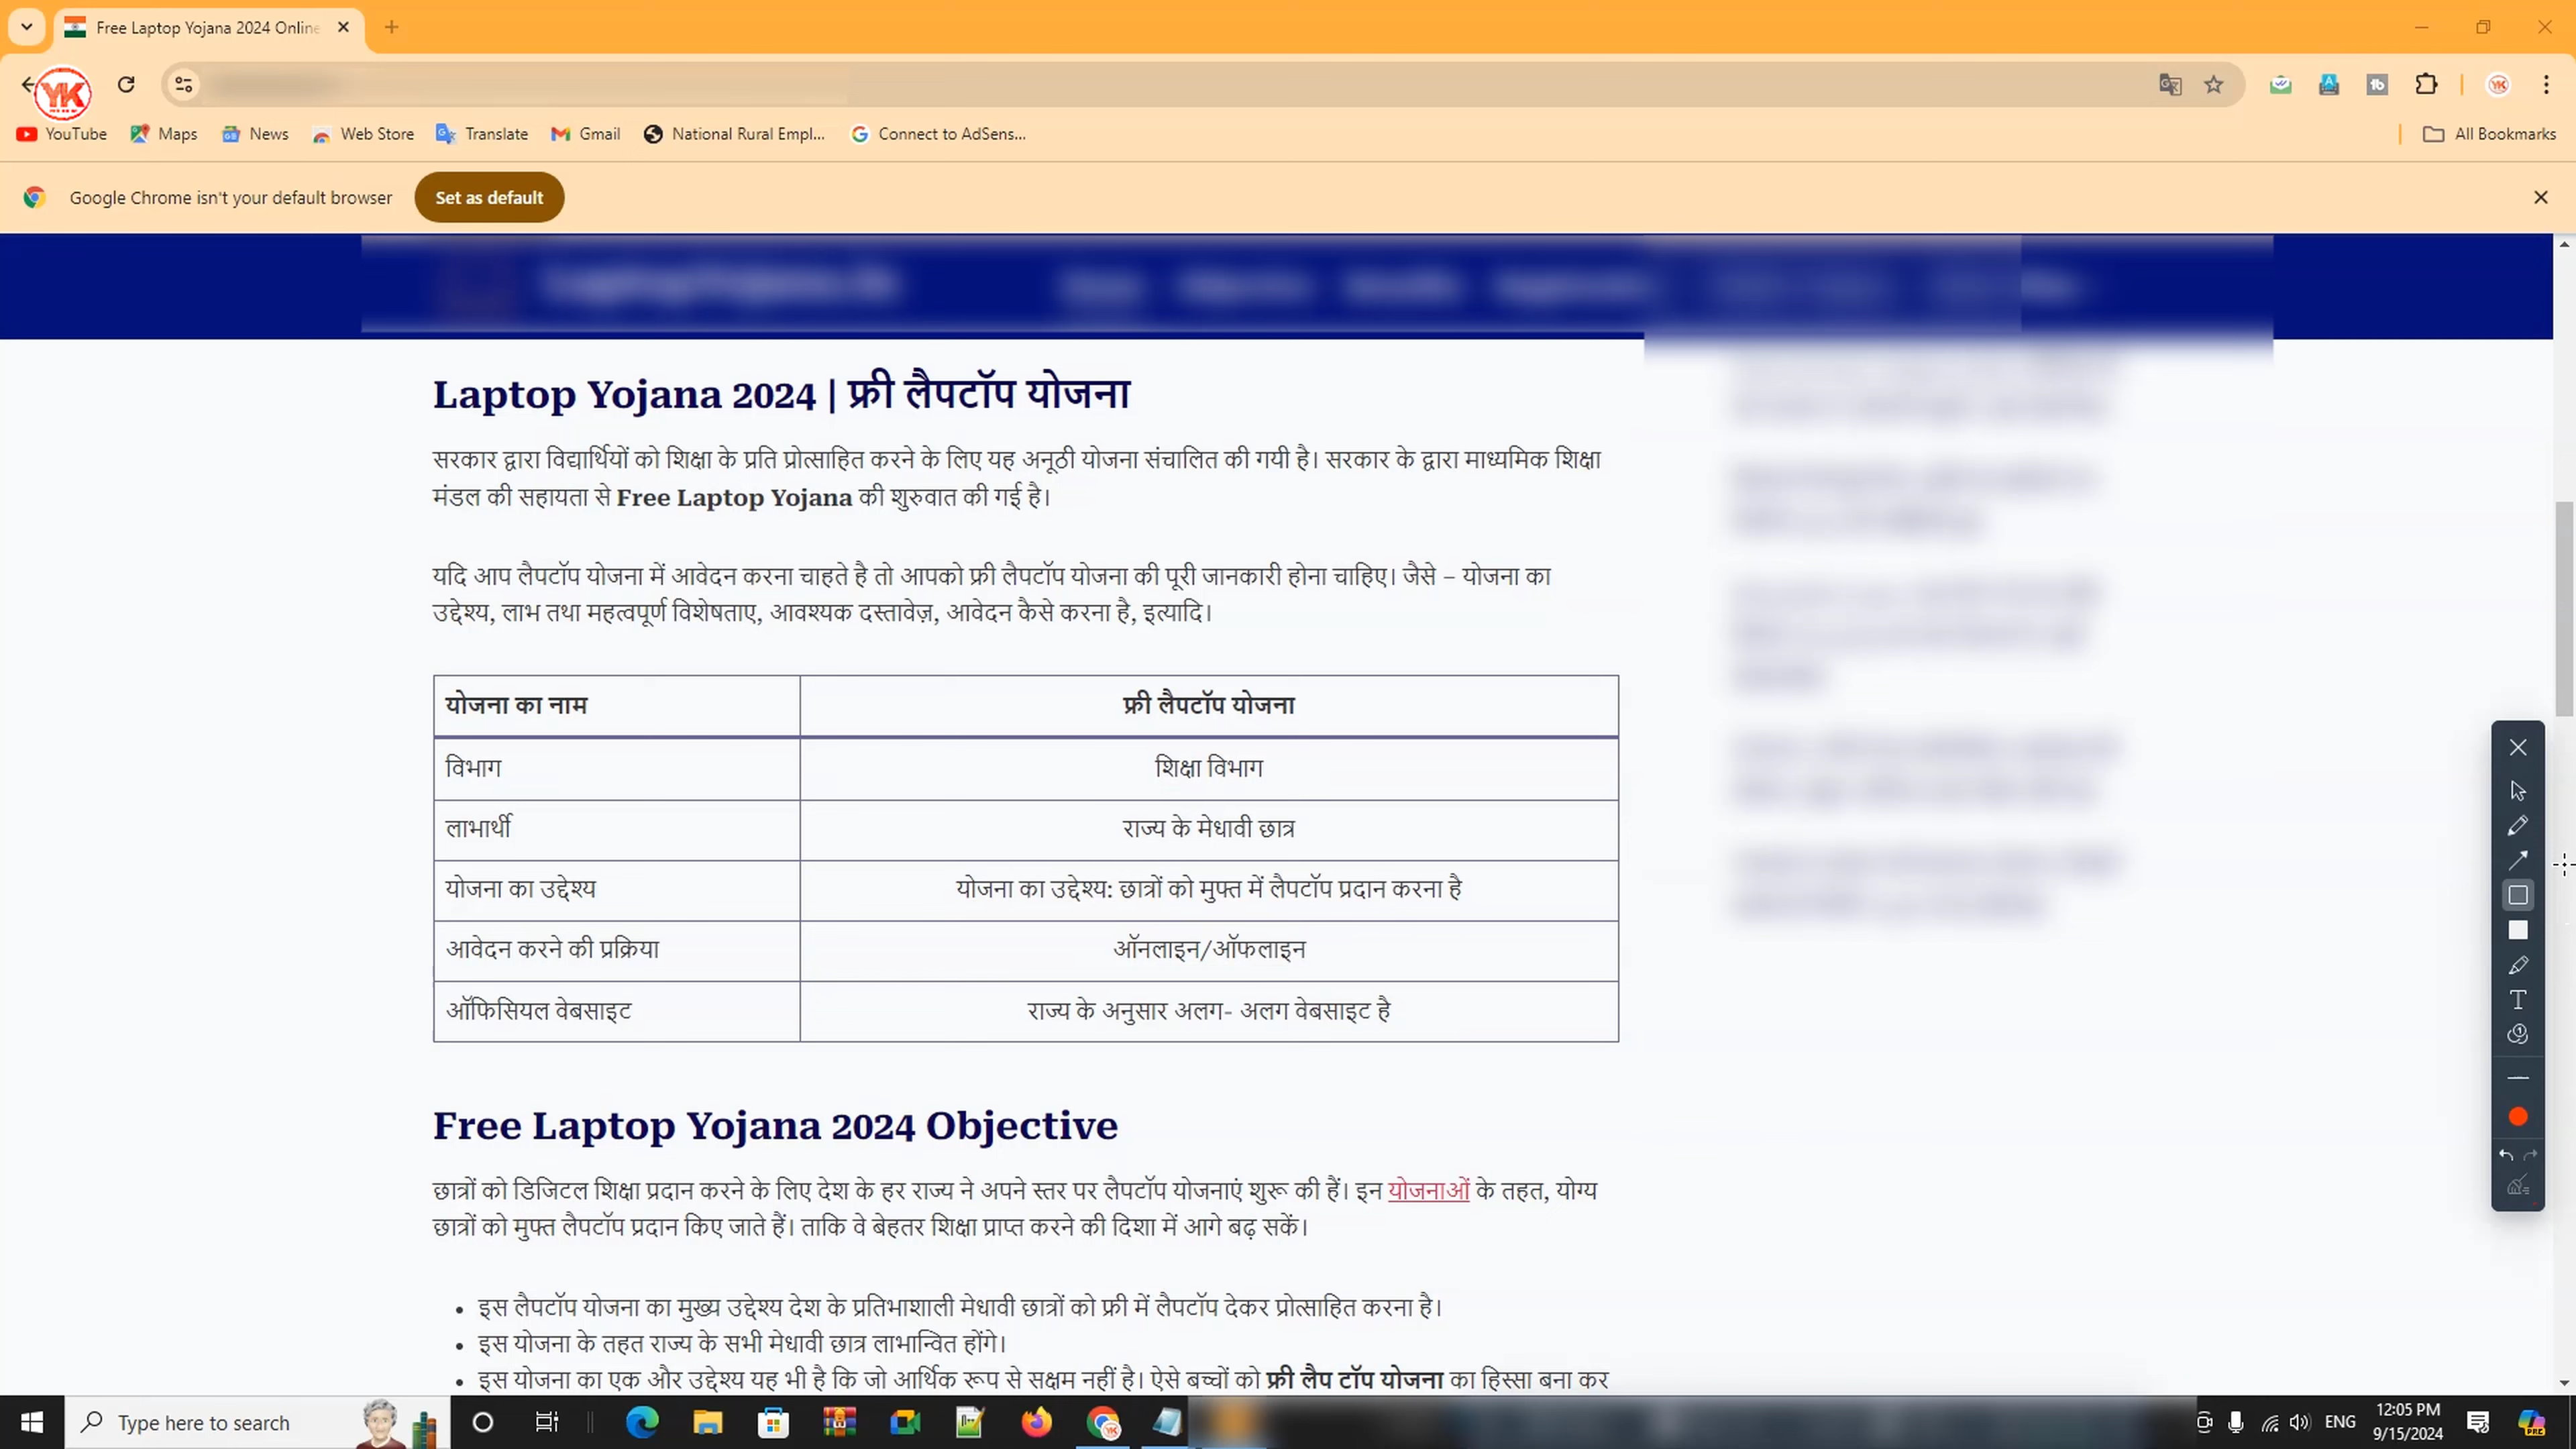 Free Laptop Yojana 2024 Online
YK
YK
YouTube Maps News Web Store Translate Gmail National Rural Empl... Connect to AdSens... All Bookmarks
Google Chrome isn't your default browser Set as default
Laptop Yojana 2024 | फ्री लैपटॉप योजना
सरकार द्वारा विद्यार्थियों को शिक्षा के प्रति प्रोत्साहित करने के लिए यह अनूठी योजना संचालित की गयी है। सरकार के द्वारा माध्यमिक शिक्षा
मंडल की सहायता से Free Laptop Yojana की शुरुवात की गई है।
यदि आप लैपटॉप योजना में आवेदन करना चाहते है तो आपको फ्री लैपटॉप योजना की पूरी जानकारी होना चाहिए। जैसे – योजना का
उद्देश्य, लाभ तथा महत्वपूर्ण विशेषताए, आवश्यक दस्तावेज़, आवेदन कैसे करना है, इत्यादि।
योजना का नाम फ्री लैपटॉप योजना
विभाग शिक्षा विभाग
लाभार्थी राज्य के मेधावी छात्र
योजना का उद्देश्य योजना का उद्देश्य: छात्रों को मुफ्त में लैपटॉप प्रदान करना है
आवेदन करने की प्रक्रिया ऑनलाइन/ऑफलाइन
ऑफिसियल वेबसाइट राज्य के अनुसार अलग- अलग वेबसाइट है
Free Laptop Yojana 2024 Objective
छात्रों को डिजिटल शिक्षा प्रदान करने के लिए देश के हर राज्य ने अपने स्तर पर लैपटॉप योजनाएं शुरू की हैं। इन योजनाओं के तहत, योग्य
छात्रों को मुफ्त लैपटॉप प्रदान किए जाते हैं। ताकि वे बेहतर शिक्षा प्राप्त करने की दिशा में आगे बढ़ सकें।
• इस लैपटॉप योजना का मुख्य उद्देश्य देश के प्रतिभाशाली मेधावी छात्रों को फ्री में लैपटॉप देकर प्रोत्साहित करना है।
• इस योजना के तहत राज्य के सभी मेधावी छात्र लाभान्वित होंगे।
• इस योजना का एक और उद्देश्य यह भी है कि जो आर्थिक रूप से सक्षम नहीं है। ऐसे बच्चों को फ्री लैप टॉप योजना का हिस्सा बना कर
Type here to search ENG 12:05 PM
9/15/2024